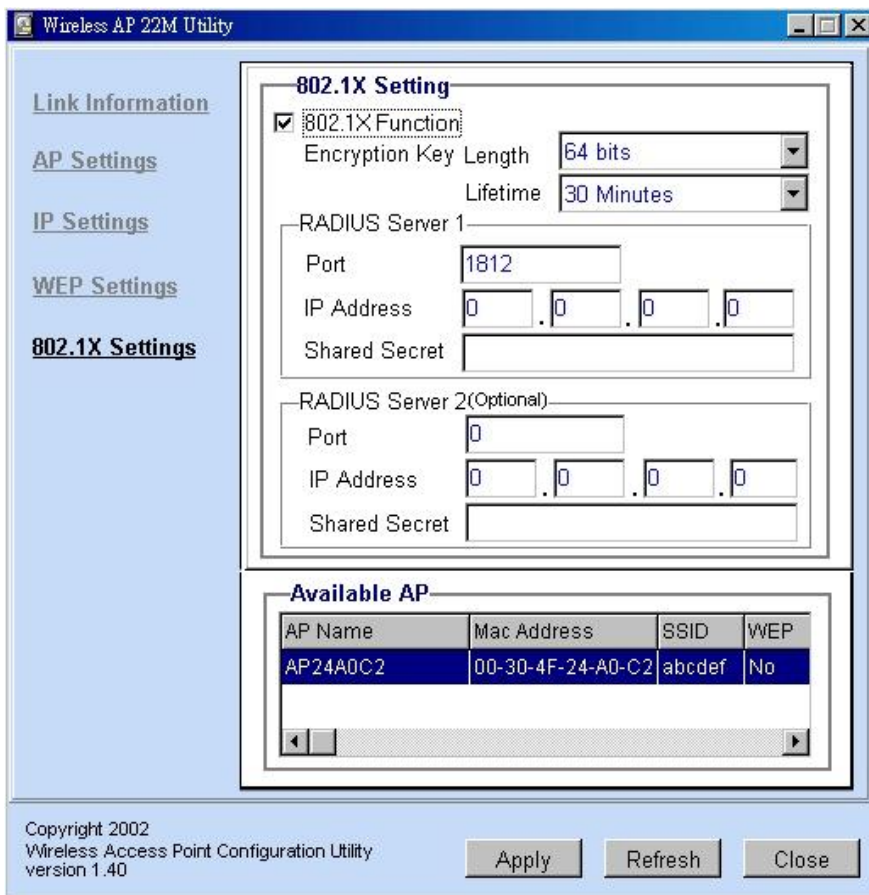 Wireless AP 22M Utility
Link Information
AP Settings
IP Settings
WEP Settings
802.1X Settings
802.1X Setting
802.1X Function
Encryption Key Length 64 bits
Lifetime 30 Minutes
RADIUS Server 1
Port 1812
IP Address 0 . 0 . 0 . 0
Shared Secret
RADIUS Server 2(Optional)
Port 0
IP Address 0 . 0 . 0 . 0
Shared Secret
Available AP
AP Name Mac Address SSID WEP
AP24A0C2 00-30-4F-24-A0-C2 abcdef No
Copyright 2002
Wireless Access Point Configuration Utility
version 1.40
Apply Refresh Close